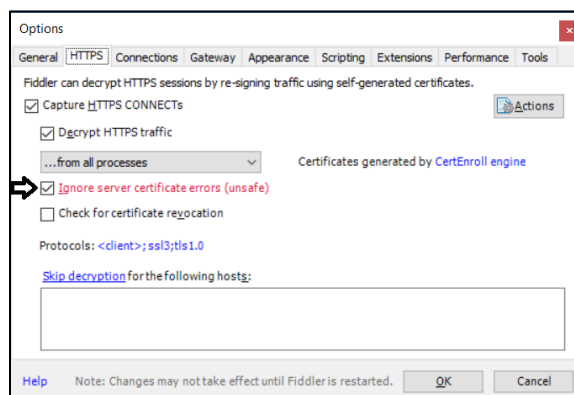 Options
General HTTPS Connections Gateway Appearance Scripting Extensions Performance Tools
Fiddler can decrypt HTTPS sessions by re-signing traffic using self-generated certificates.
Capture HTTPS CONNECTs Actions
Decrypt HTTPS traffic
...from all processes Certificates generated by CertEnroll engine
Ignore server certificate errors (unsafe)
Check for certificate revocation
Protocols: <client>; ssl3;tls1.0
Skip decryption for the following hosts:
Help Note: Changes may not take effect until Fiddler is restarted. OK Cancel